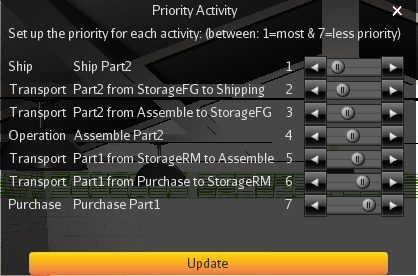 Priority Activity
Set up the priority for each activity: (between: 1=most & 7=less priority)
Ship Ship Part2 1
Transport Part2 from StorageFG to Shipping 2
Transport Part2 from Assemble to StorageFG 3
Operation Assemble Part2 4
Transport Part1 from StorageRM to Assemble 5
Transport Part1 from Purchase to StorageRM 6
Purchase Purchase Part1 7
Update